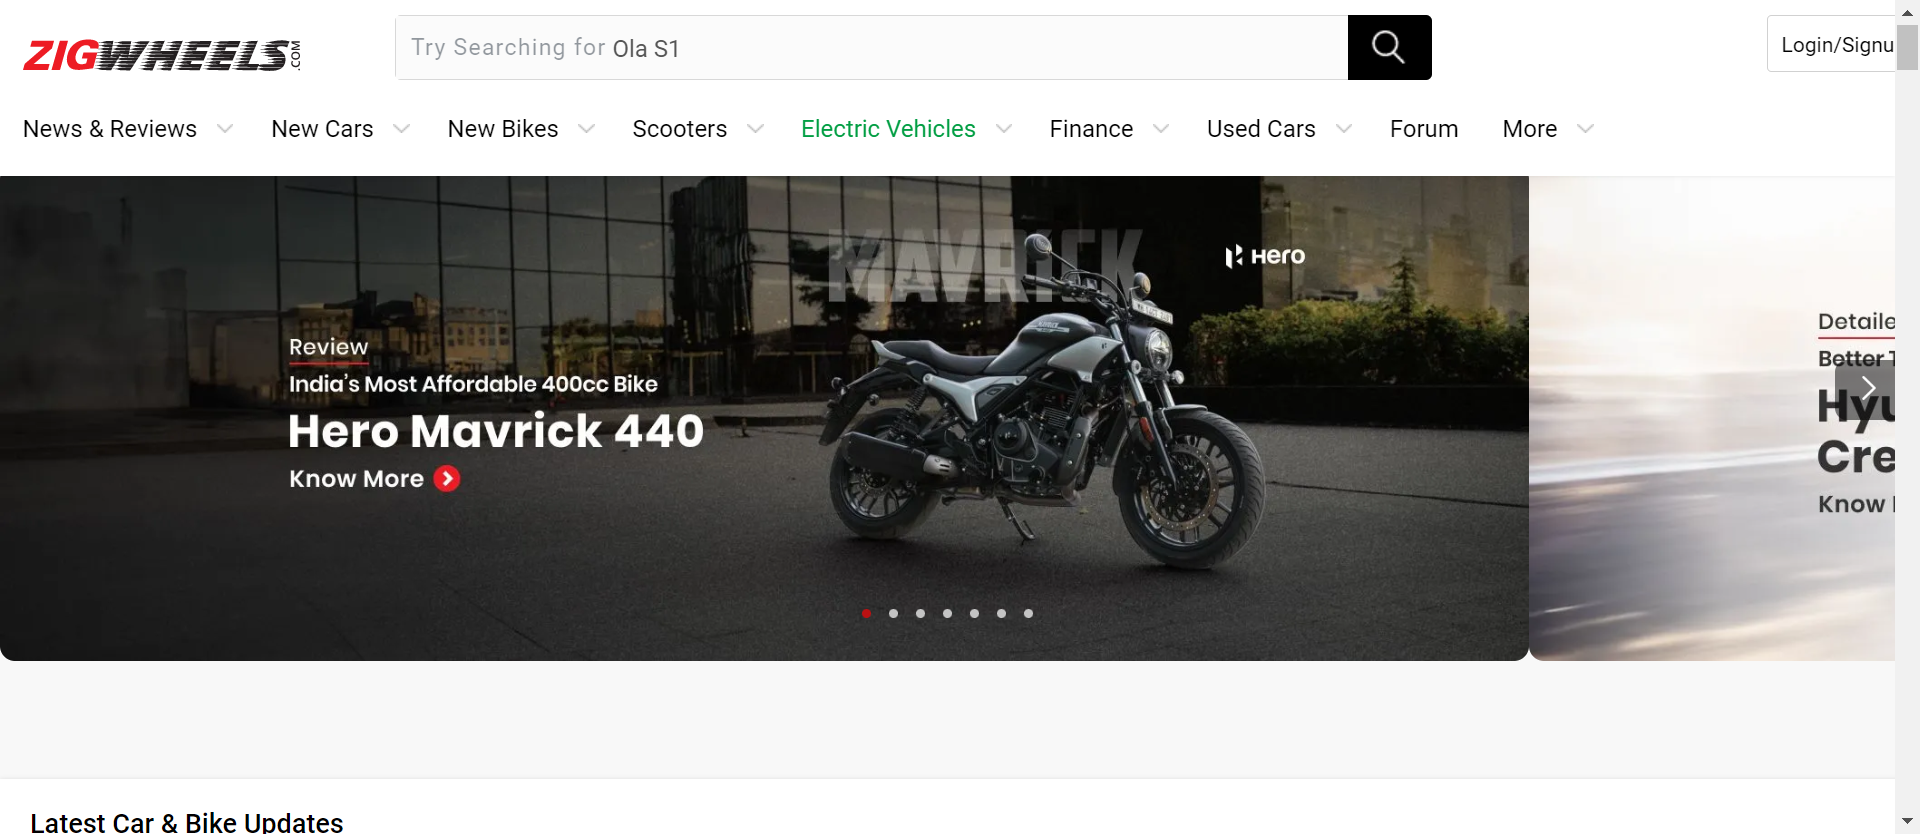 ZIGWHEELS.COM
Try Searching for Ola S1
Login/Signu
News & Reviews
New Cars
New Bikes
Scooters
Electric Vehicles
Finance
Used Cars
Forum
More
MAVRICK
Hero
Review
India's Most Affordable 400cc Bike
Hero Mavrick 440
Know More
Detaile
Better T
Hyu
Cre
Know
Latest Car & Bike Updates